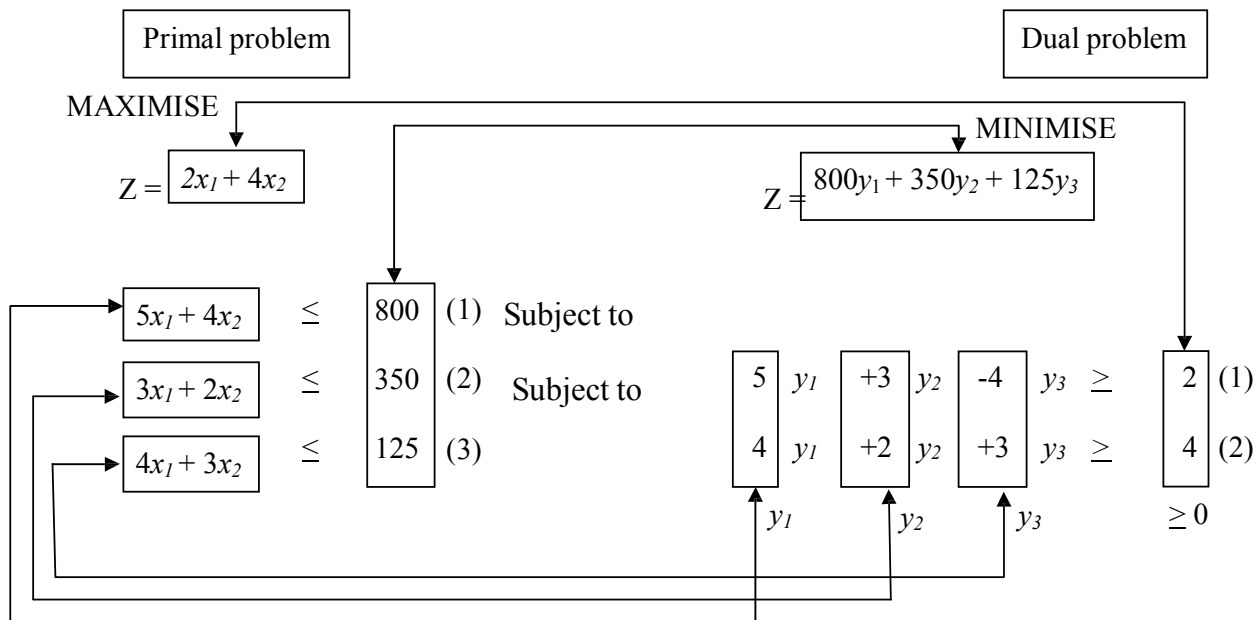 Primal problem
Dual problem
MAXIMISE
MINIMISE
Z = 2x₁ + 4x₂
Z = 800y₁ + 350y₂ + 125y₃
5x₁ + 4x₂ ≤ 800 (1) Subject to
3x₁ + 2x₂ ≤ 350 (2) Subject to
5 y₁ +3 y₂ -4 y₃ ≥ 2 (1)
4x₁ + 3x₂ ≤ 125 (3)
4 y₁ +2 y₂ +3 y₃ ≥ 4 (2)
y₁ y₂ y₃ ≥ 0